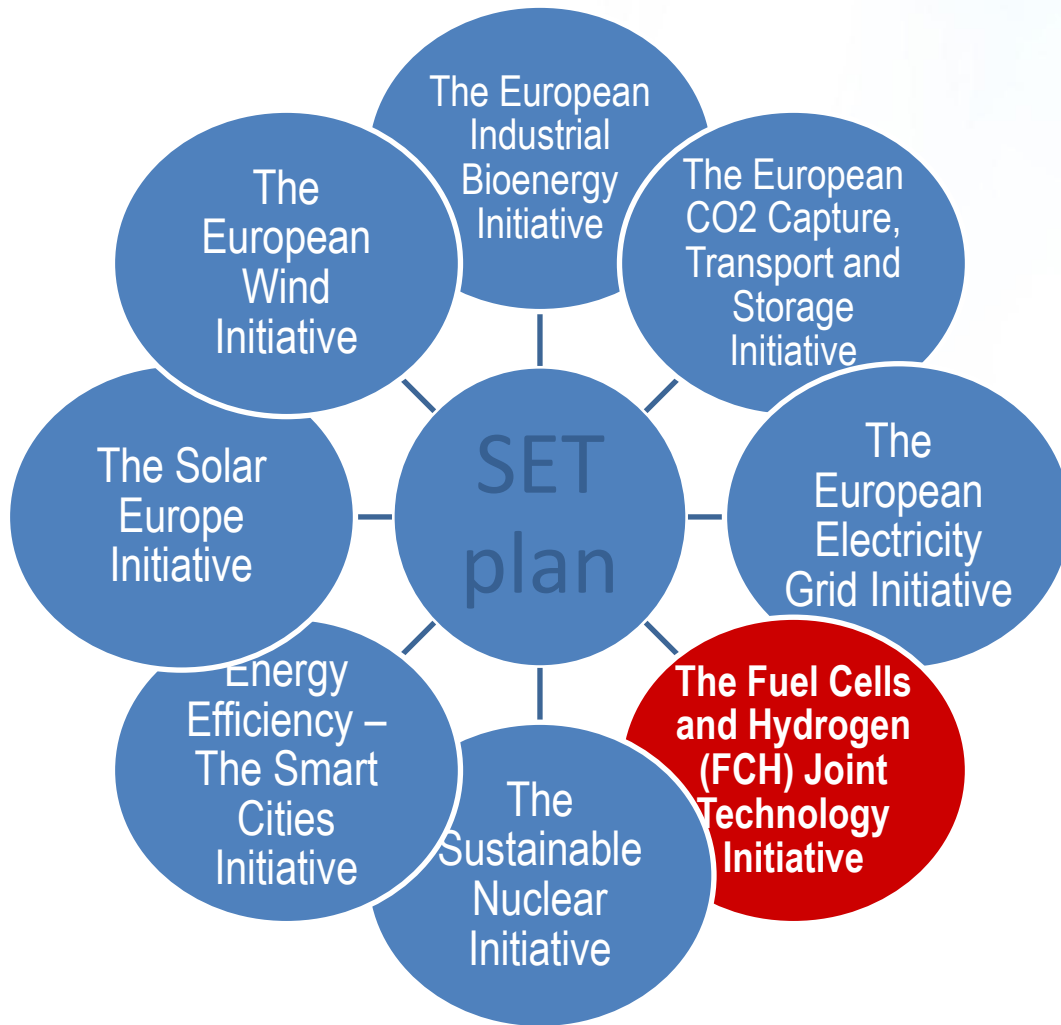 The European
Industrial
Bioenergy
Initiative
The European
CO2 Capture,
Transport and
Storage
Initiative
The
European
Electricity
Grid Initiative
The Fuel Cells
and Hydrogen
(FCH) Joint
Technology
Initiative
The
Sustainable
Nuclear
Initiative
Energy
Efficiency –
The Smart
Cities
Initiative
The Solar
Europe
Initiative
The
European
Wind
Initiative
SET
plan